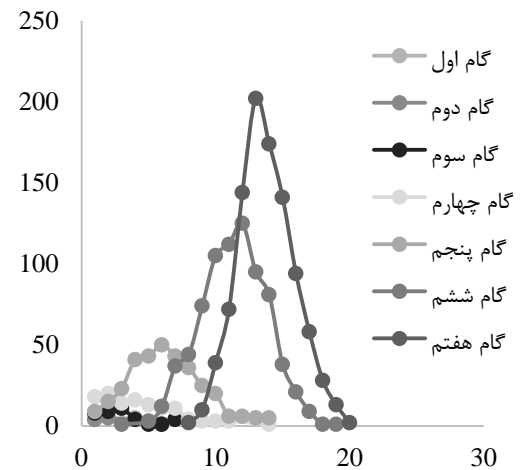 250
200
150
100
50
0
0
10
20
30
گام اول
گام دوم
گام سوم
گام چهارم
گام پنجم
گام ششم
گام هفتم